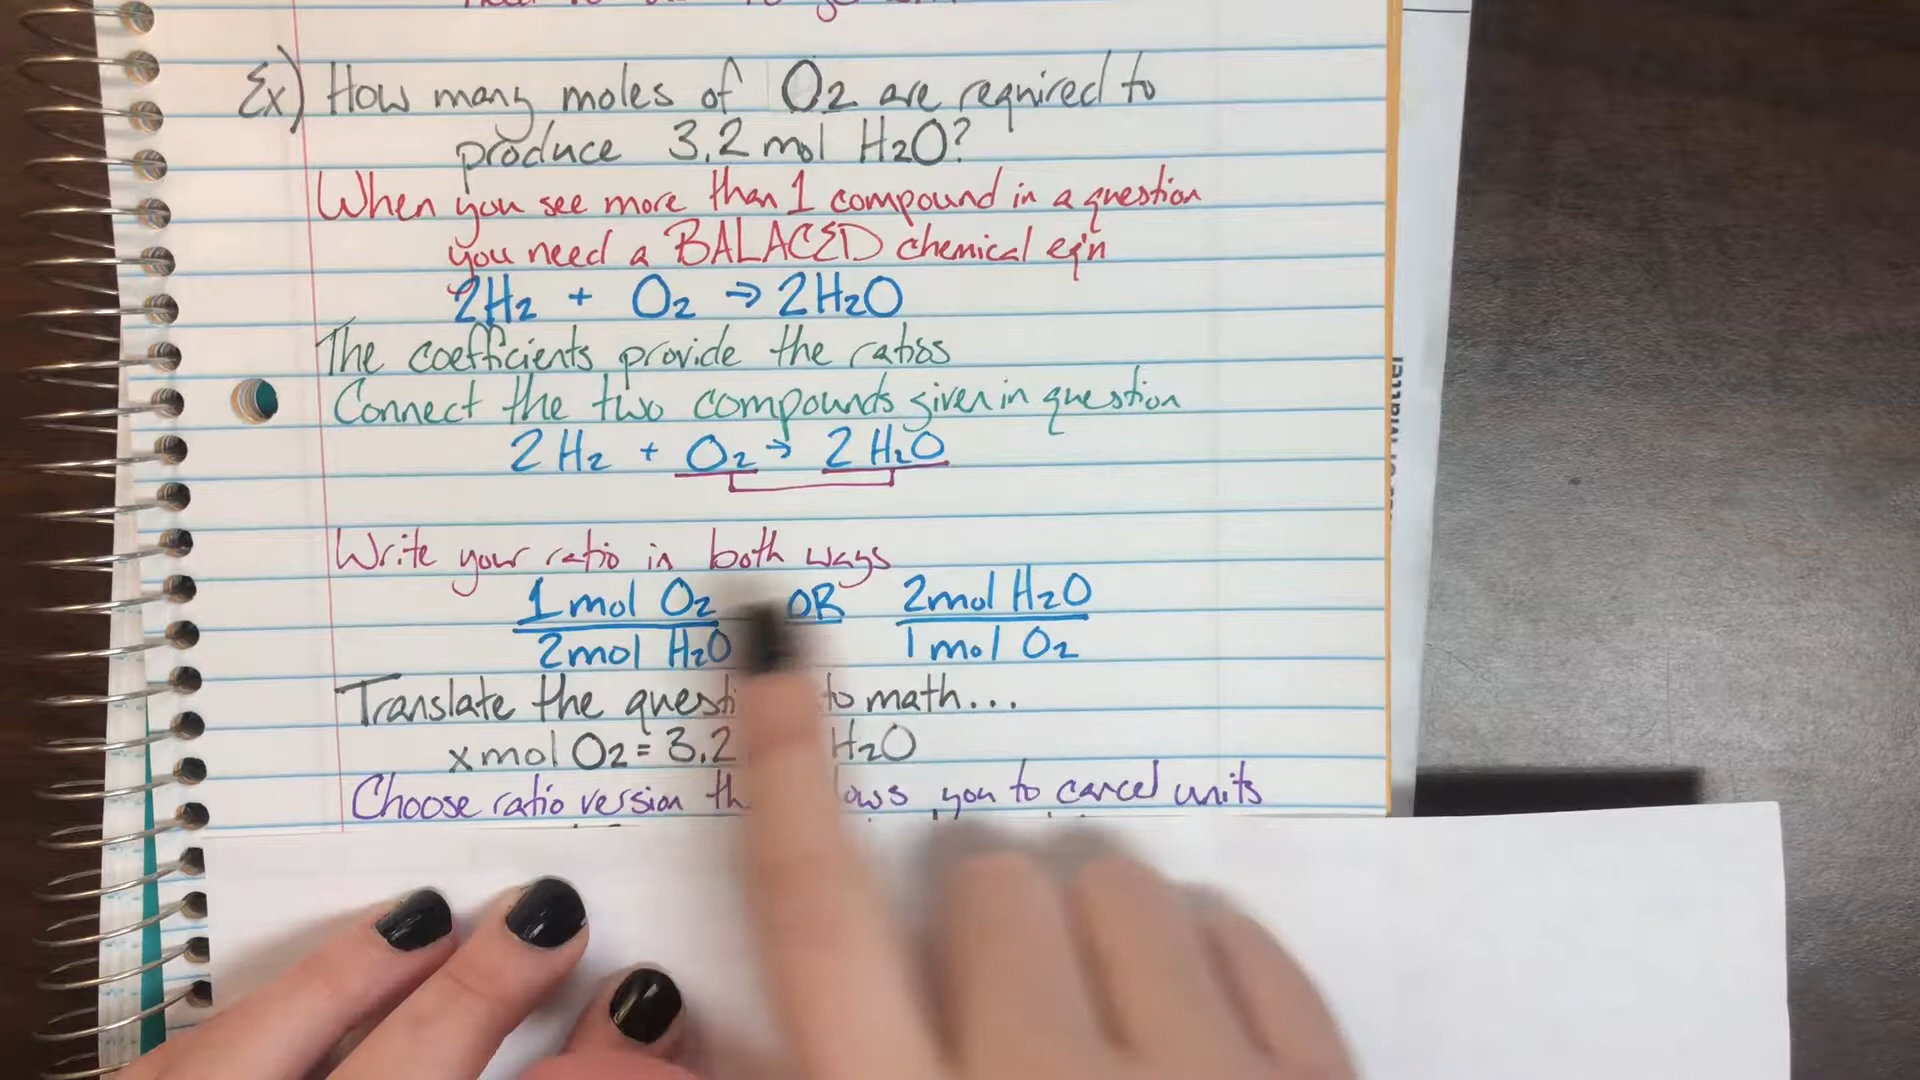 Ex) How many moles of O2 are required to
produce 3.2 mol H2O?
When you see more than 1 compound in a question
you need a BALACED chemical eq'n
2H2 + O2 → 2H2O
The coefficients provide the ratios
Connect the two compounds given in question
2 H2 + O2 → 2 H2O
Write your ratio in both ways
1 mol O2 OR 2mol H2O
2mol H2O 1 mol O2
Translate the to math...
x mol O2 = 3.2 H2O
Choose ratio version you to cancel units
of Matter